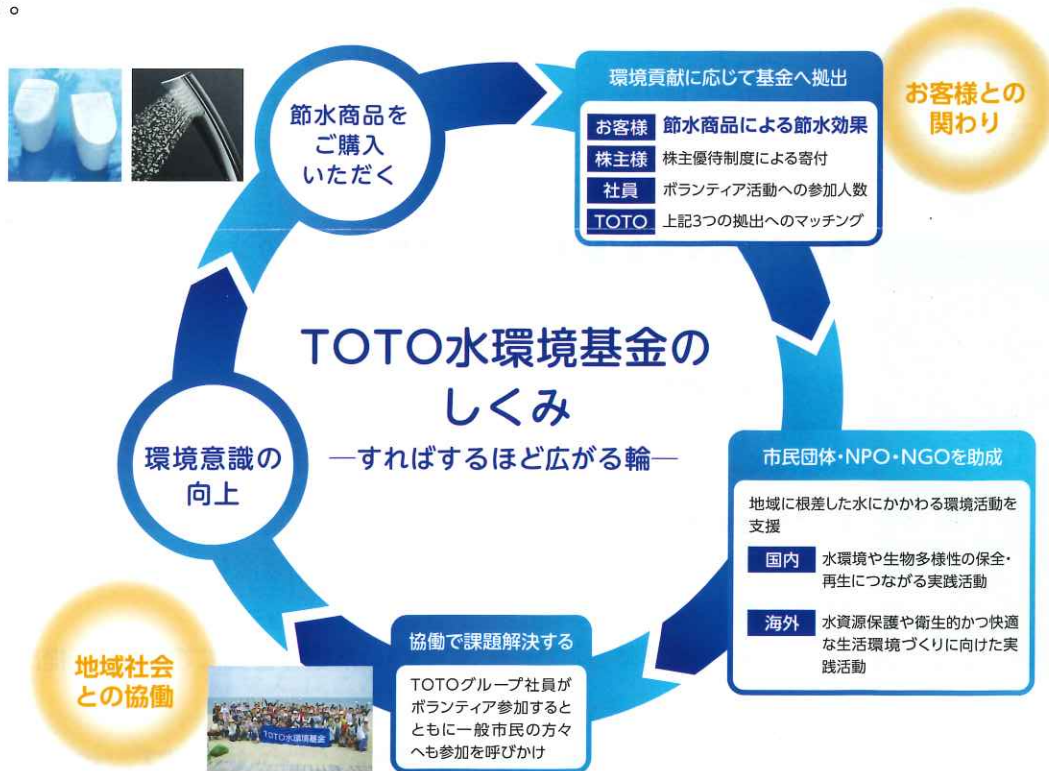 。
節水商品を
ご購入
いただく
環境貢献に応じて基金へ拠出
お客様 節水商品による節水効果
株主様 株主優待制度による寄付
社員 ボランティア活動への参加人数
TOTO 上記3つの拠出へのマッチング
お客様との
関わり
TOTO水環境基金の
しくみ
―すればするほど広がる輪―
市民団体・NPO・NGOを助成
地域に根差した水にかかわる環境活動を
支援
国内 水環境や生物多様性の保全・
再生につながる実践活動
海外 水資源保護や衛生的かつ快適
な生活環境づくりに向けた実
践活動
協働で課題解決する
TOTOグループ社員が
ボランティア参加すると
ともに一般市民の方々
へも参加を呼びかけ
地域社会
との協働
TOTO水環境基金
環境意識の
向上